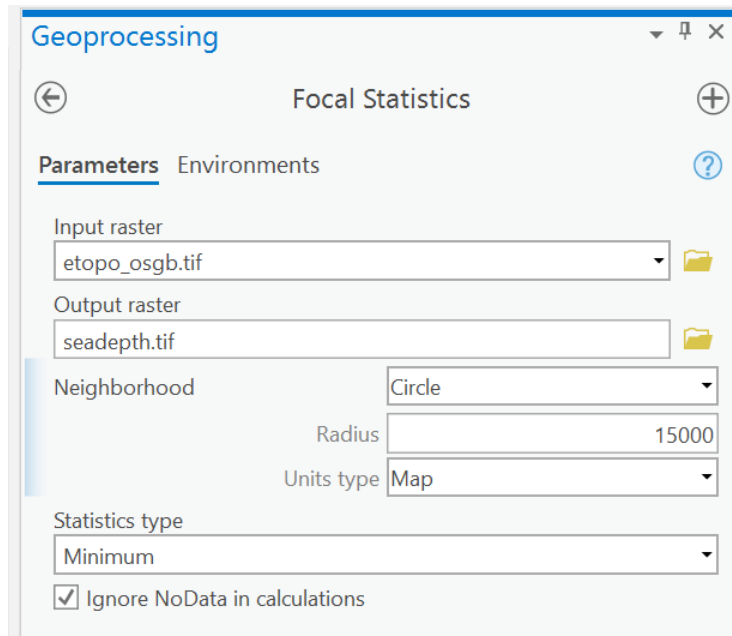 Geoprocessing
Focal Statistics
Parameters Environments
Input raster
etopo_osgb.tif
Output raster
seadepth.tif
Neighborhood Circle
Radius 15000
Units type Map
Statistics type
Minimum
Ignore NoData in calculations